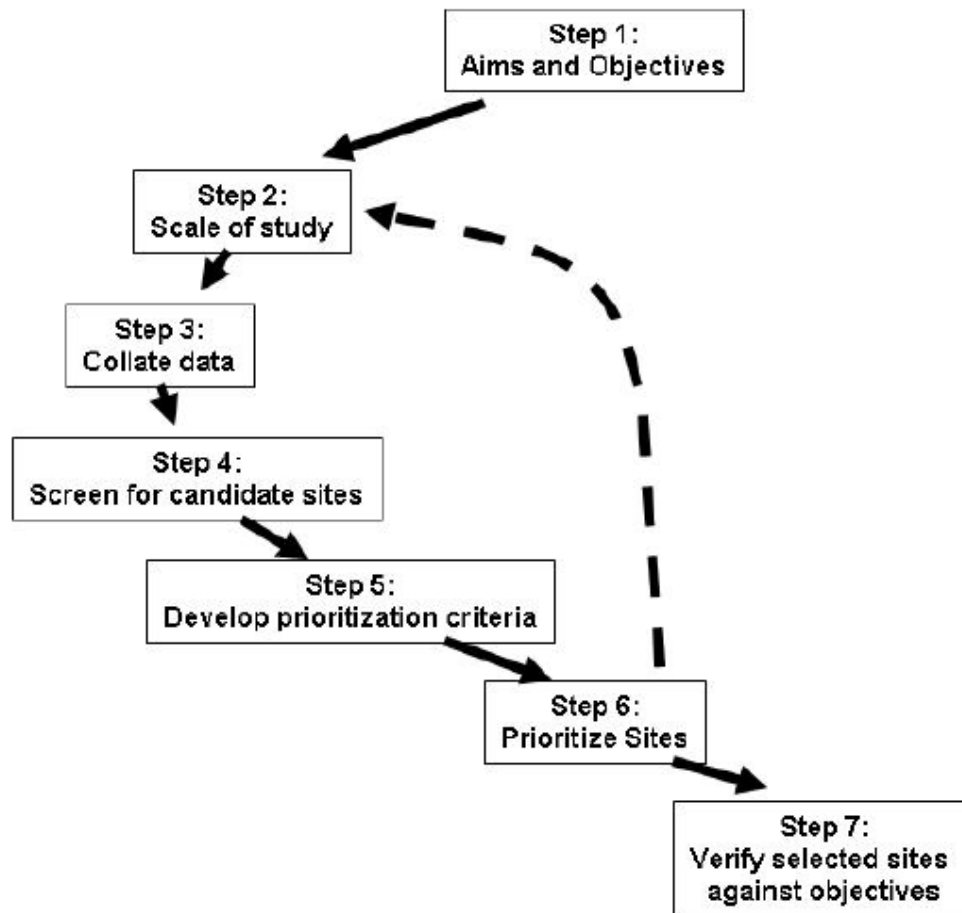 Step 1:
Aims and Objectives
Step 2:
Scale of study
Step 3:
Collate data
Step 4:
Screen for candidate sites
Step 5:
Develop prioritization criteria
Step 6:
Prioritize Sites
Step 7:
Verify selected sites
against objectives